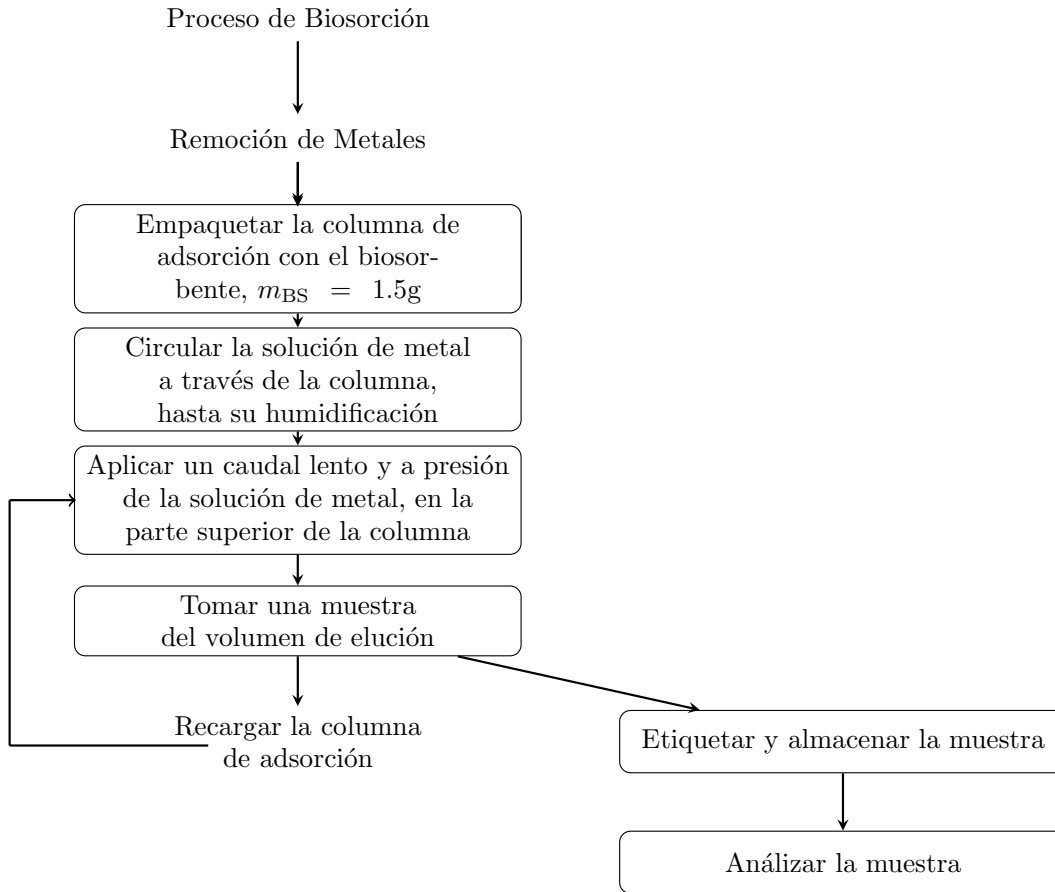 Proceso de Biosorción
Remoción de Metales
Empaquetar la columna de
adsorción con el biosor-
bente, m_BS = 1.5g
Circular la solución de metal
a través de la columna,
hasta su humidificación
Aplicar un caudal lento y a presión
de la solución de metal, en la
parte superior de la columna
Tomar una muestra
del volumen de elución
Recargar la columna
de adsorción
Etiquetar y almacenar la muestra
Análizar la muestra